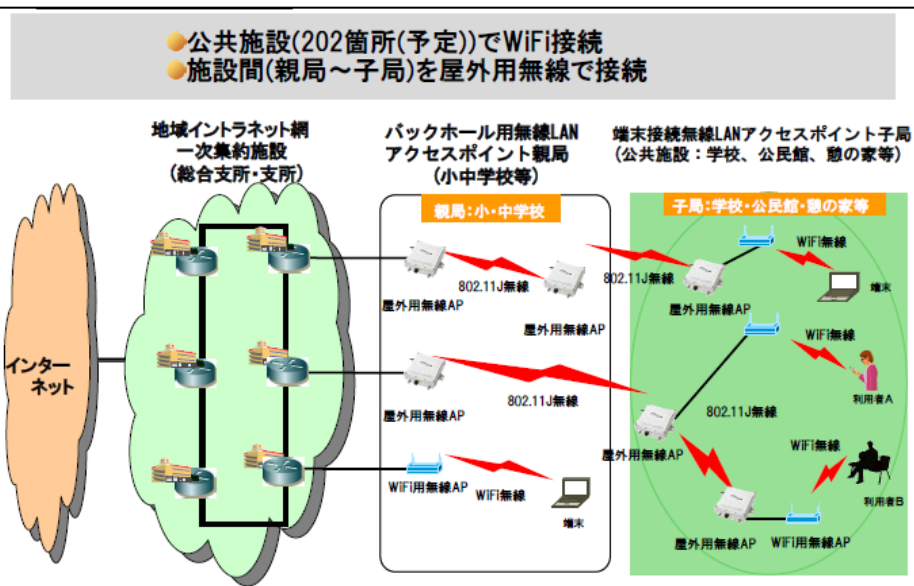 公共施設(202箇所(予定))でWiFi接続
施設間(親局～子局)を屋外用無線で接続
地域イントラネット網
一次集約施設
(総合支所・支所)
バックホール用無線LAN
アクセスポイント親局
(小中学校等)
端末接続無線LANアクセスポイント子局
(公共施設：学校、公民館、憩の家等)
親局:小・中学校
子局:学校・公民館・憩の家等
WiFi無線
802.11J無線
802.11J無線
端末
屋外用無線AP
屋外用無線AP
屋外用無線AP
インター
ネット
WiFi無線
屋外用無線AP
802.11J無線
利用者A
802.11J無線
屋外用無線AP
WiFi無線
WiFi用無線AP
WiFi無線
端末
利用者B
屋外用無線AP
WiFi用無線AP